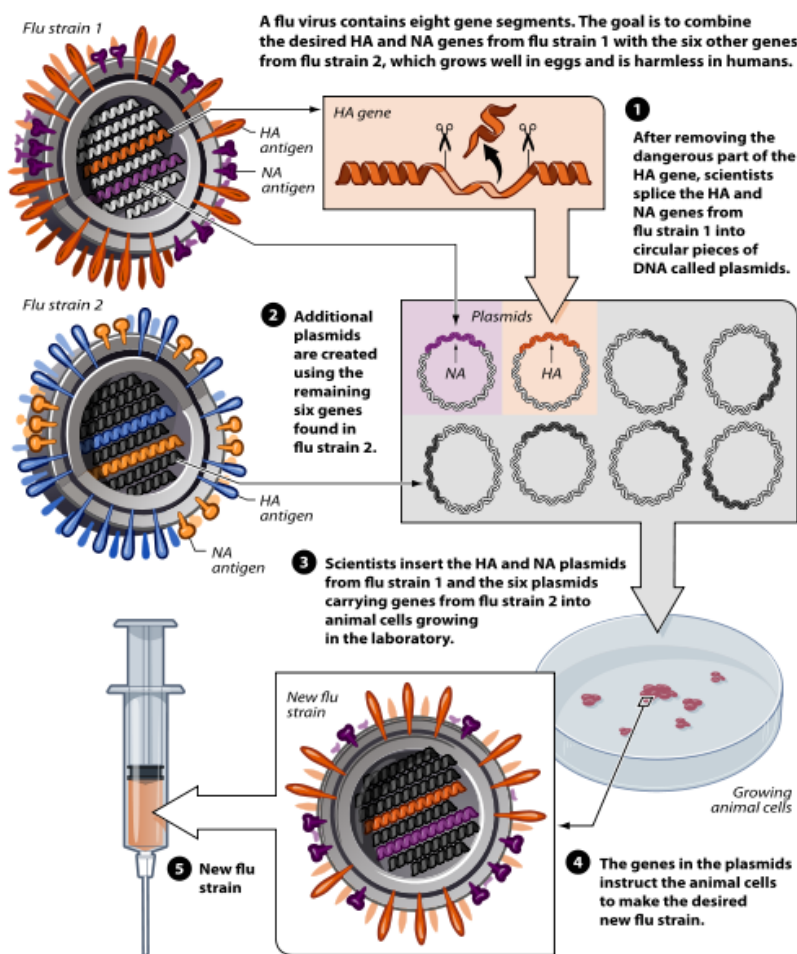 Flu strain 1
A flu virus contains eight gene segments. The goal is to combine
the desired HA and NA genes from flu strain 1 with the six other genes
from flu strain 2, which grows well in eggs and is harmless in humans.
HA gene
HA
antigen
NA
antigen
1
After removing the
dangerous part of the
HA gene, scientists
splice the HA and
NA genes from
flu strain 1 into
circular pieces of
DNA called plasmids.
Flu strain 2
2 Additional
plasmids
are created
using the
remaining
six genes
found in
flu strain 2.
Plasmids
NA
HA
HA
antigen
NA
antigen
3 Scientists insert the HA and NA plasmids
from flu strain 1 and the six plasmids
carrying genes from flu strain 2 into
animal cells growing
in the laboratory.
Growing
animal cells
4 The genes in the plasmids
instruct the animal cells
to make the desired
new flu strain.
New flu
strain
5 New flu
strain